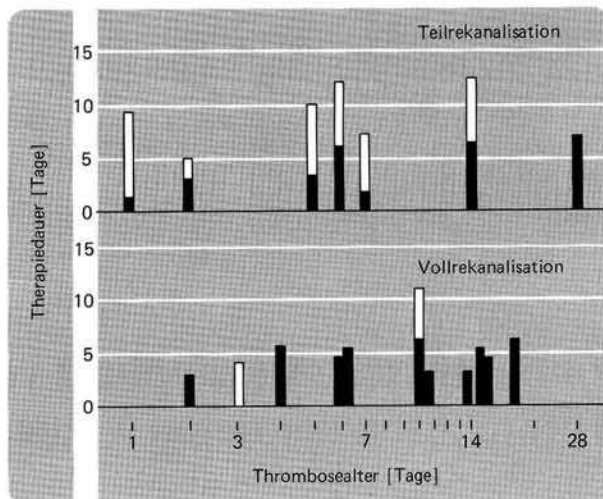 Teilrekanalisation
15
10
5
0
Vollrekanalisation
15
10
5
0
1 3 7 14 28
Therapiedauer [Tage]
Thrombosealter [Tage]